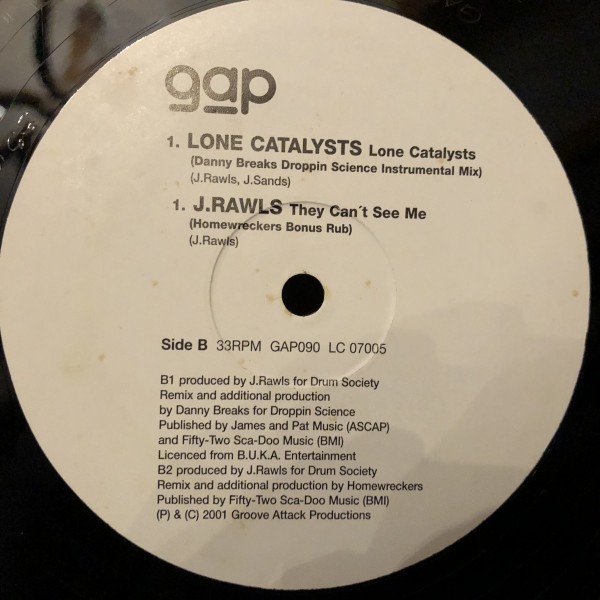 gap
1. LONE CATALYSTS Lone Catalysts
(Danny Breaks Droppin Science Instrumental Mix)
(J.Rawls, J.Sands)
1. J.RAWLS They Can´t See Me
(Homewreckers Bonus Rub)
(J.Rawls)
Side B 33RPM GAP090 LC 07005
B1 produced by J.Rawls for Drum Society
Remix and additional production
by Danny Breaks for Droppin Science
Published by James and Pat Music (ASCAP)
and Fifty-Two Sca-Doo Music (BMI)
Licenced from B.U.K.A. Entertainment
B2 produced by J.Rawls for Drum Society
Remix and additional production by Homewreckers
Published by Fifty-Two Sca-Doo Music (BMI)
(P) & (C) 2001 Groove Attack Productions